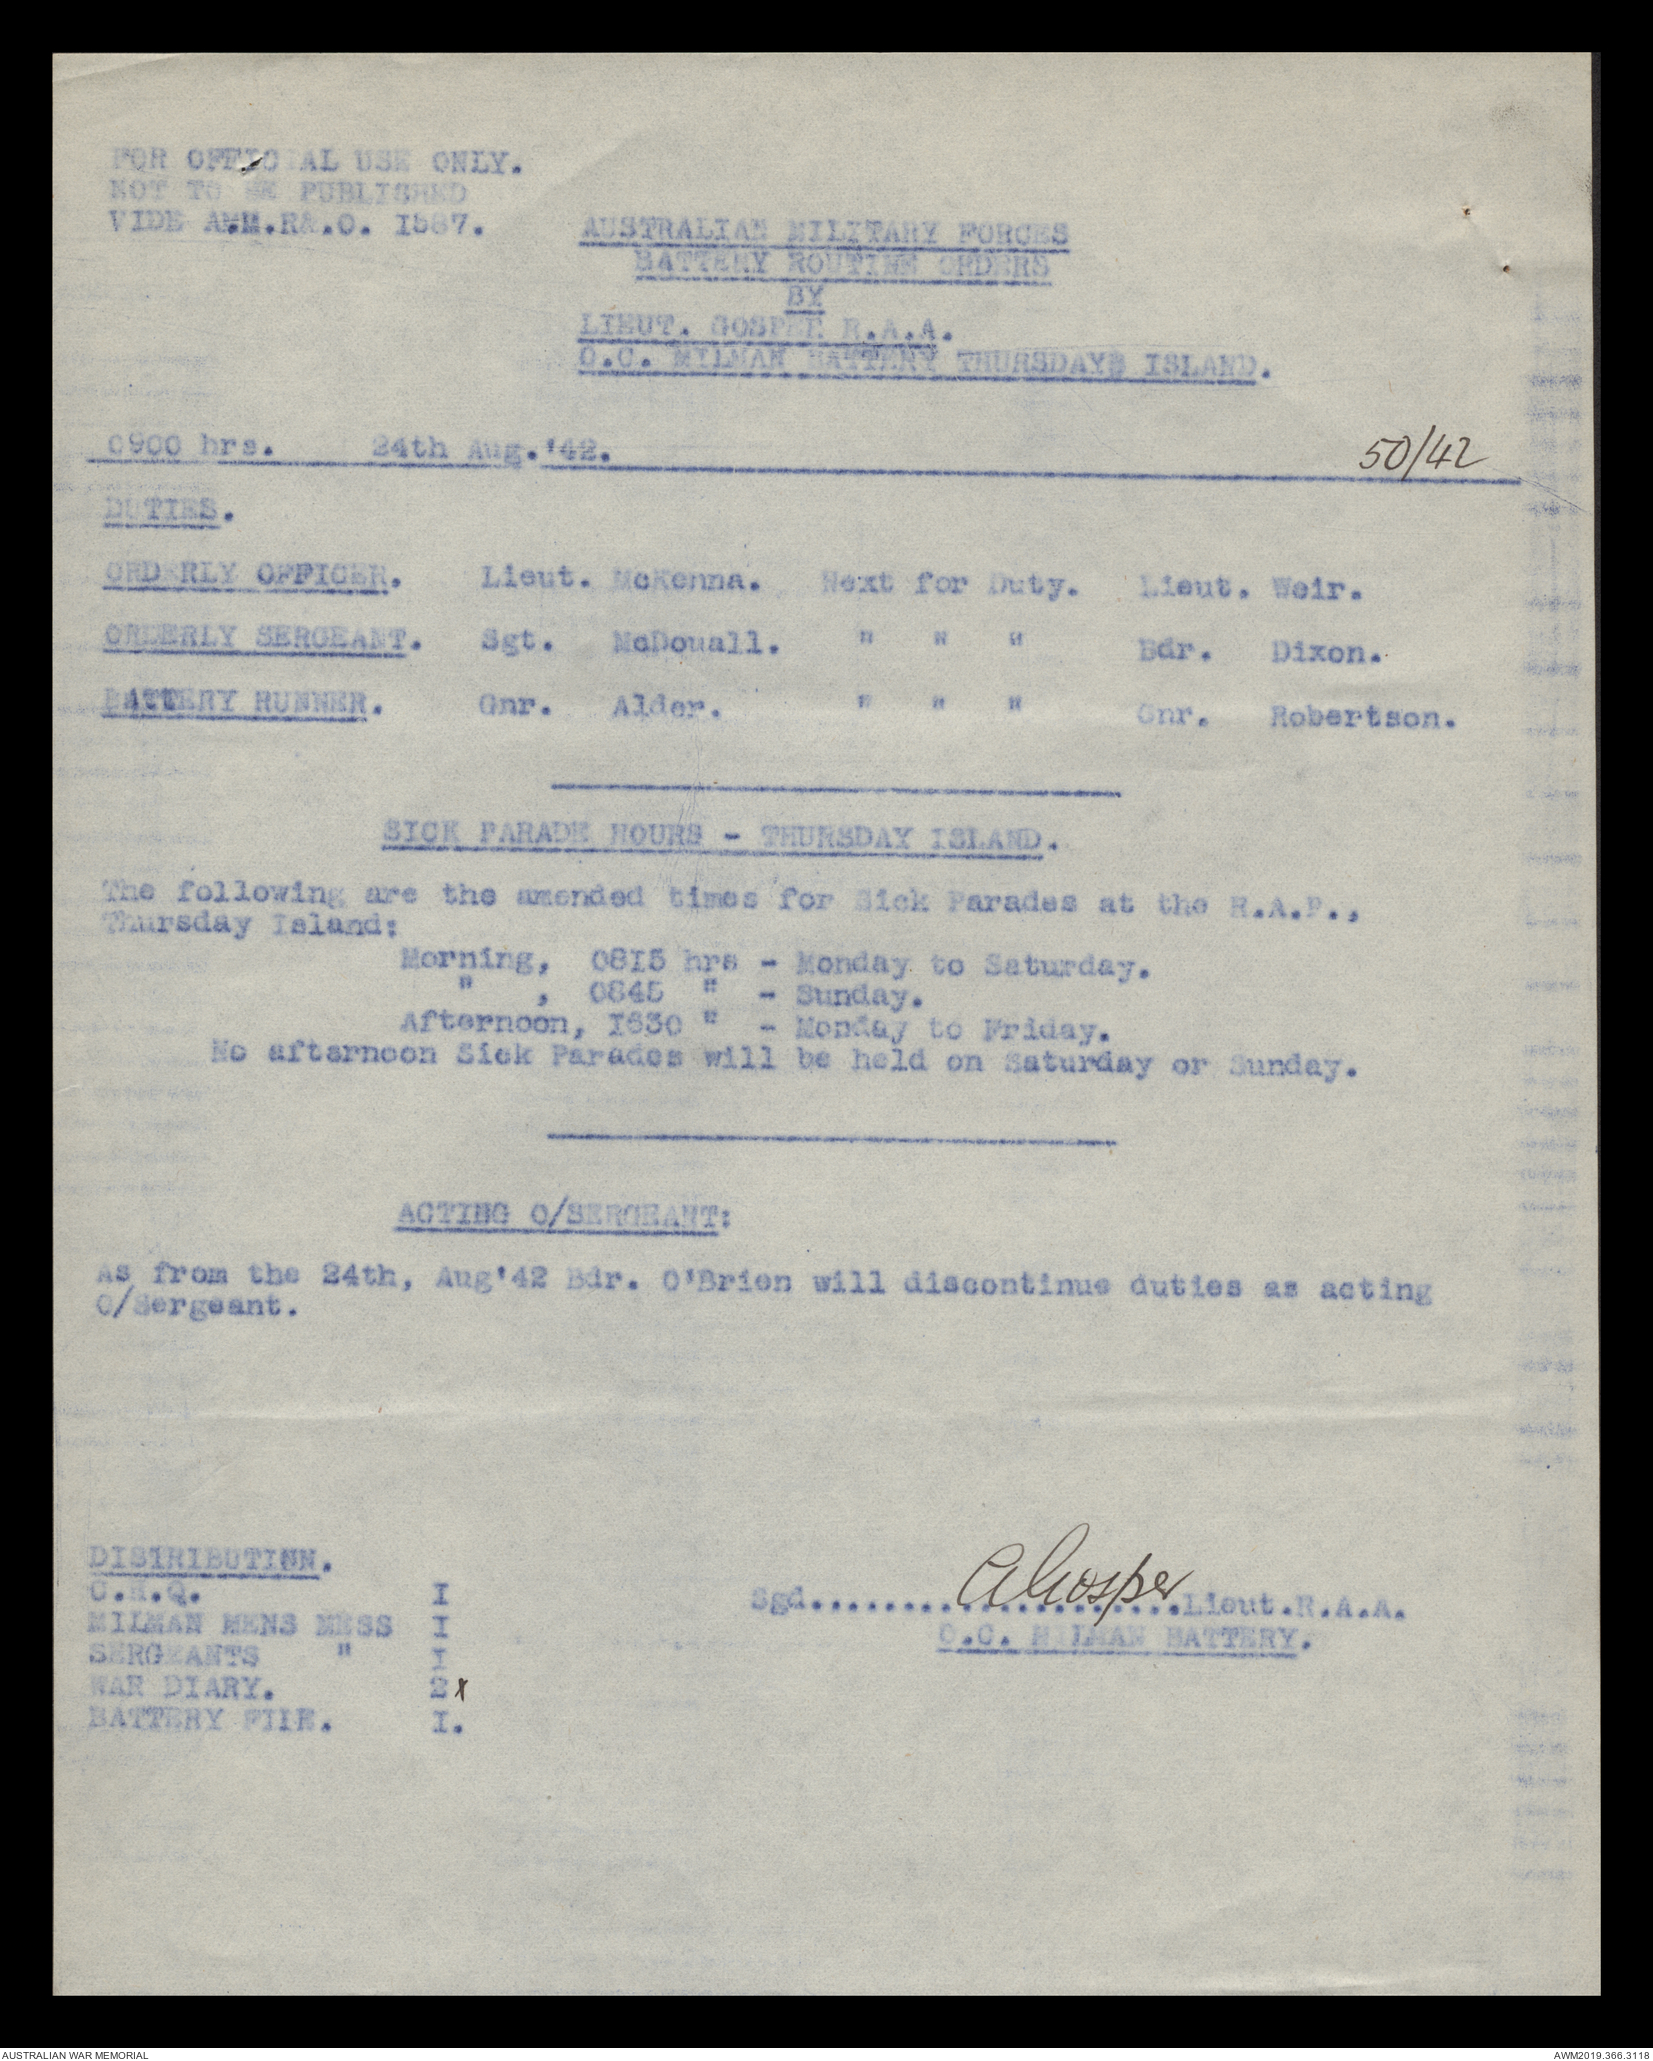 FOR OFFICIAL USE ONLY.
NOT TO BE PUBLISHED
VIDE A.M.R&.O. 1587.
AUSTRALIAN MILITARY FORCES
BATTERY ROUTINE ORDERS
BY
LIEUT. GOSPER R.A.A.
O.C. MILMAN BATTERY THURSDAY ISLAND.
0900 hrs. 24th Aug.'42. 50/42
DUTIES.
ORDERLY OFFICER. Lieut. McKenna. Next for Duty. Lieut. Weir.
ORDERLY SERGEANT. Sgt. McDouall. " " " Bdr. Dixon.
BATTERY RUNNER. Gnr. Alder. " " " Gnr. Robertson.
SICK PARADE HOURS - THURSDAY ISLAND.
The following are the amended times for Sick Parades at the R.A.P.,
Thursday Island:
Morning, 0815 hrs - Monday to Saturday.
" , 0845 " - Sunday.
Afternoon, 1630 " - Monday to Friday.
No afternoon Sick Parades will be held on Saturday or Sunday.
ACTING O/SERGEANT:
As from the 24th, Aug'42 Bdr. O'Brien will discontinue duties as acting
O/Sergeant.
DISTRIBUTION.
C.H.Q. I
MILMAN MENS MESS I
SERGEANTS " I
WAR DIARY. 2 x
BATTERY FIIE. I.
Sgd. AGosper Lieut.R.A.A.
O.C. MILMAN BATTERY.
AUSTRALIAN WAR MEMORIAL AWM2019.366.3118